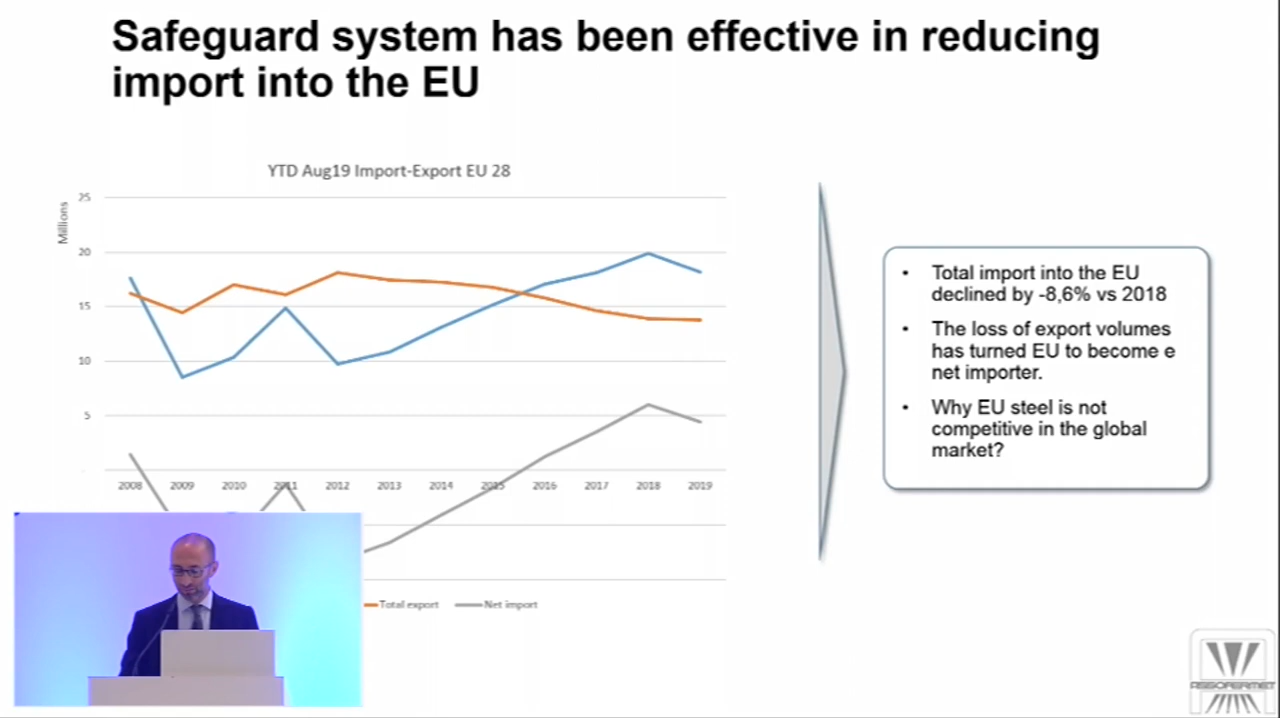 Safeguard system has been effective in reducing
import into the EU
YTD Aug19 Import-Export EU 28
Millions
25
20
15
10
5
-
2008 2009 2010 2011 2012 2013 2014 2015 2016 2017 2018 2019
Total export Net import
• Total import into the EU
declined by -8,6% vs 2018
• The loss of export volumes
has turned EU to become e
net importer.
• Why EU steel is not
competitive in the global
market?
ASSOFERMET